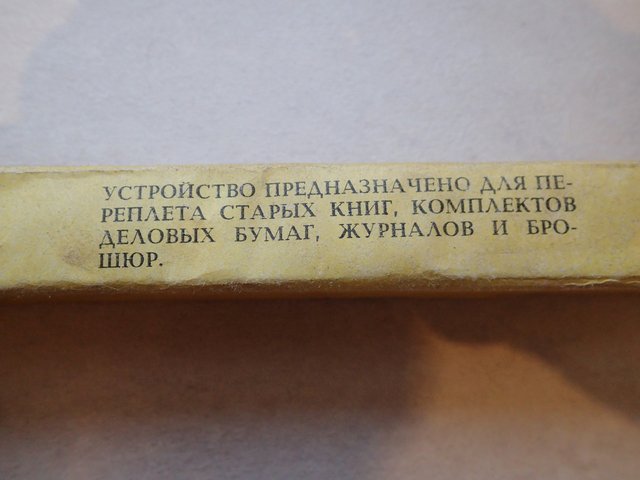 УСТРОЙСТВО ПРЕДНАЗНАЧЕНО ДЛЯ ПЕ-
РЕПЛЕТА СТАРЫХ КНИГ, КОМПЛЕКТОВ
ДЕЛОВЫХ БУМАГ, ЖУРНАЛОВ И БРО-
ШЮР.